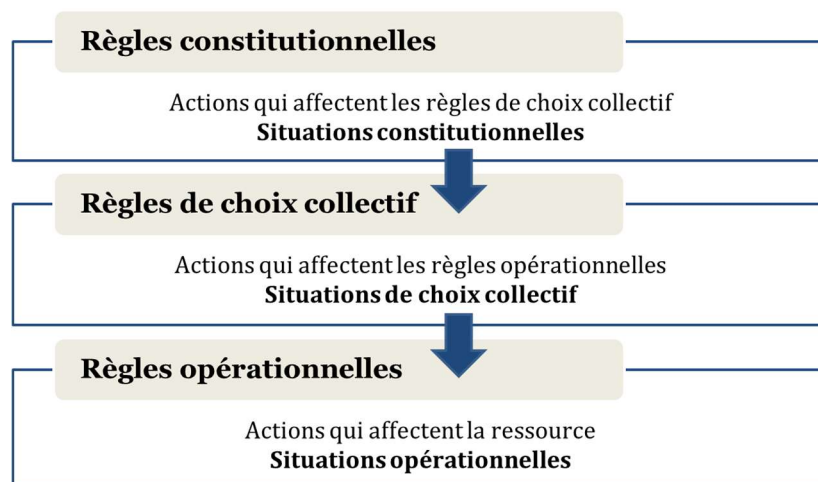 Règles constitutionnelles
Actions qui affectent les règles de choix collectif
Situations constitutionnelles
Règles de choix collectif
Actions qui affectent les règles opérationnelles
Situations de choix collectif
Règles opérationnelles
Actions qui affectent la ressource
Situations opérationnelles